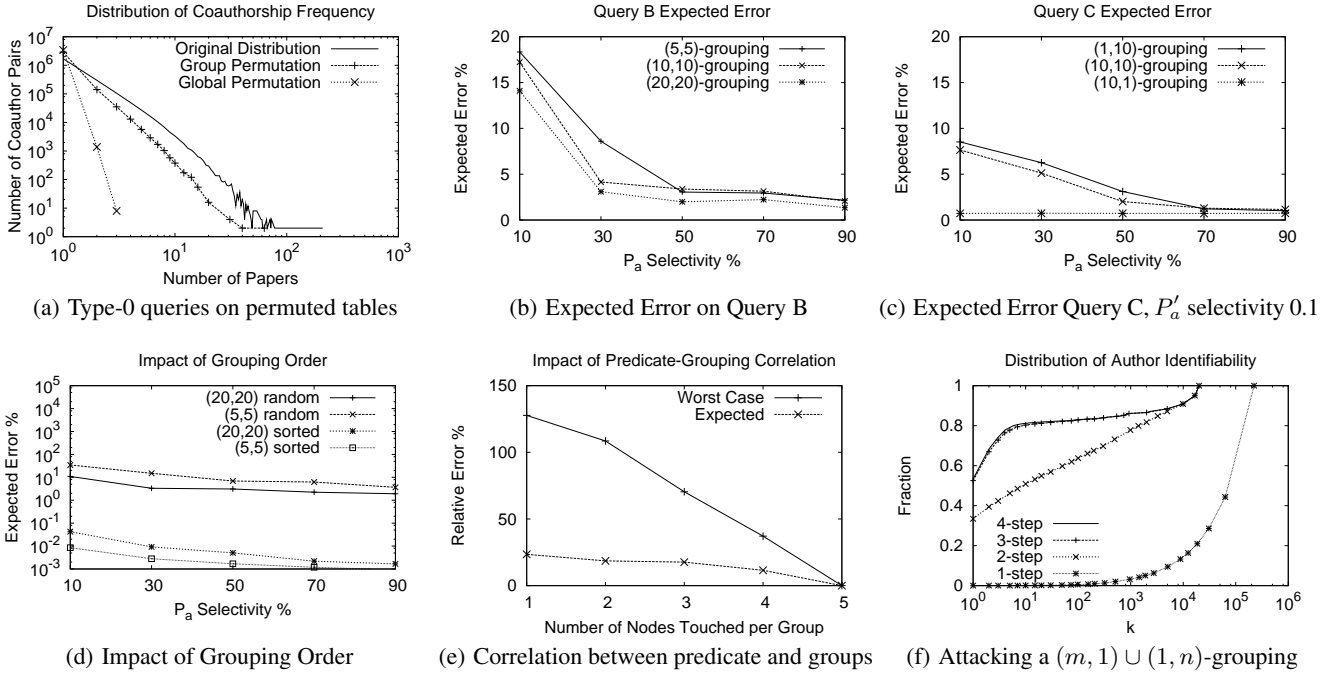 Distribution of Coauthorship Frequency
Number of Coauthor Pairs
10^7
10^6
10^5
10^4
10^3
10^2
10^1
10^0
Original Distribution
Group Permutation
Global Permutation
10^0 10^1 10^2 10^3
Number of Papers
(a) Type-0 queries on permuted tables
Query B Expected Error
Expected Error %
20
15
10
5
0
(5,5)-grouping
(10,10)-grouping
(20,20)-grouping
10 30 50 70 90
P_a Selectivity %
(b) Expected Error on Query B
Query C Expected Error
Expected Error %
20
15
10
5
0
(1,10)-grouping
(10,10)-grouping
(10,1)-grouping
10 30 50 70 90
P_a Selectivity %
(c) Expected Error Query C, P'_a selectivity 0.1
Impact of Grouping Order
Expected Error %
10^5
10^4
10^3
10^2
10^1
10^0
10^-1
10^-2
10^-3
(20,20) random
(5,5) random
(20,20) sorted
(5,5) sorted
10 30 50 70 90
P_a Selectivity %
(d) Impact of Grouping Order
Impact of Predicate-Grouping Correlation
Relative Error %
150
100
50
0
Worst Case
Expected
1 2 3 4 5
Number of Nodes Touched per Group
(e) Correlation between predicate and groups
Distribution of Author Identifiability
Fraction
1
0.8
0.6
0.4
0.2
0
4-step
3-step
2-step
1-step
10^0 10^1 10^2 10^3 10^4 10^5 10^6
k
(f) Attacking a (m, 1) ∪ (1, n)-grouping